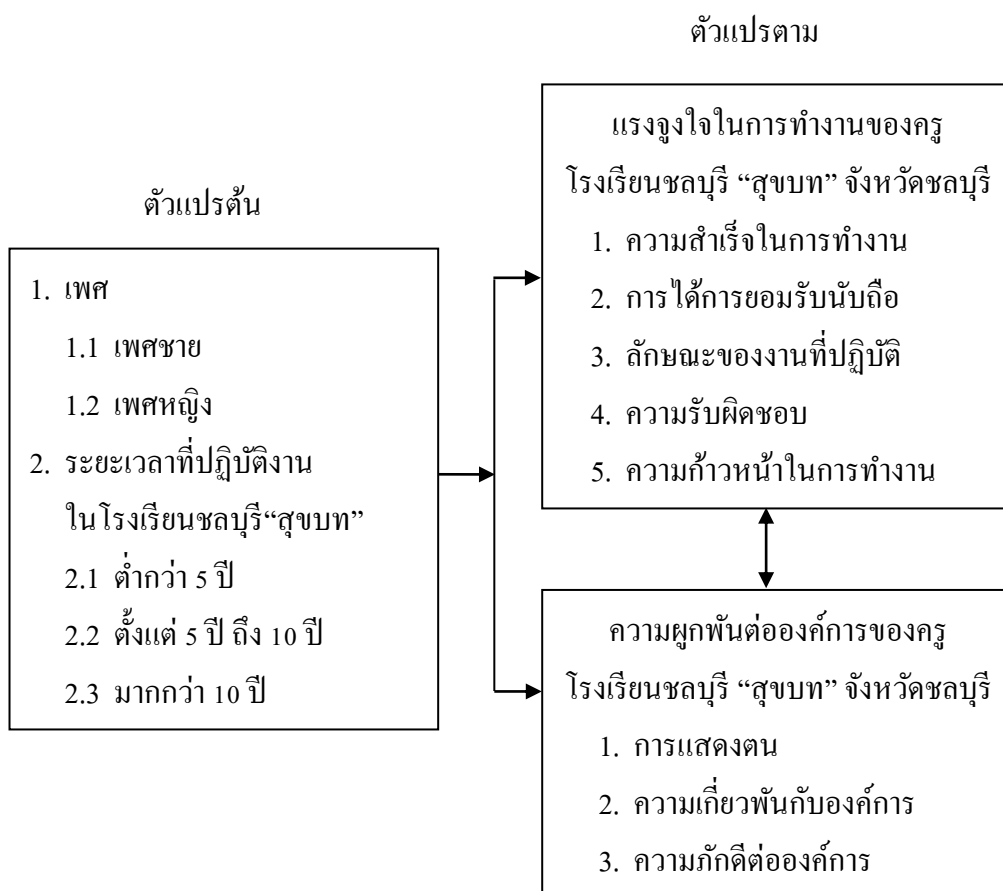 ตัวแปรต้น
1. เพศ
1.1 เพศชาย
1.2 เพศหญิง
2. ระยะเวลาที่ปฏิบัติงาน
ในโรงเรียนชลบุรี“สุขบท”
2.1 ต่ำกว่า 5 ปี
2.2 ตั้งแต่ 5 ปี ถึง 10 ปี
2.3 มากกว่า 10 ปี
ตัวแปรตาม
แรงจูงใจในการทำงานของครู
โรงเรียนชลบุรี “สุขบท” จังหวัดชลบุรี
1. ความสำเร็จในการทำงาน
2. การได้การยอมรับนับถือ
3. ลักษณะของงานที่ปฏิบัติ
4. ความรับผิดชอบ
5. ความก้าวหน้าในการทำงาน
ความผูกพันต่อองค์การของครู
โรงเรียนชลบุรี “สุขบท” จังหวัดชลบุรี
1. การแสดงตน
2. ความเกี่ยวพันกับองค์การ
3. ความภักดีต่อองค์การ